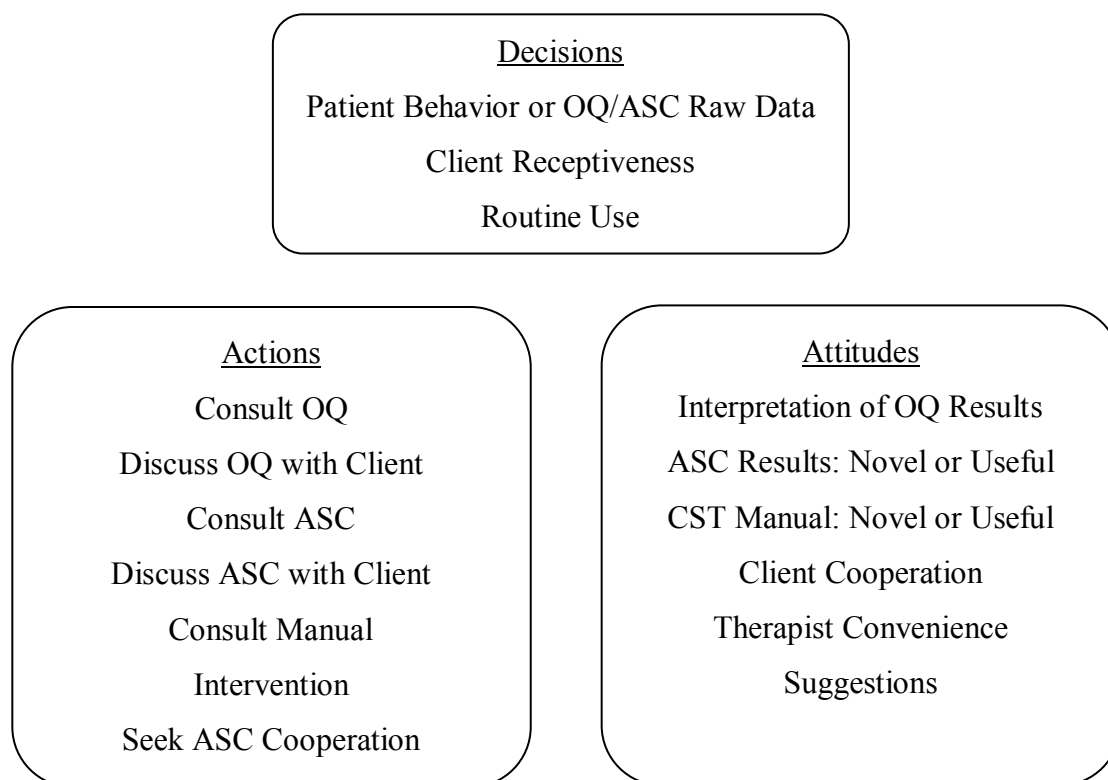 Decisions
Patient Behavior or OQ/ASC Raw Data
Client Receptiveness
Routine Use
Actions
Consult OQ
Discuss OQ with Client
Consult ASC
Discuss ASC with Client
Consult Manual
Intervention
Seek ASC Cooperation
Attitudes
Interpretation of OQ Results
ASC Results: Novel or Useful
CST Manual: Novel or Useful
Client Cooperation
Therapist Convenience
Suggestions